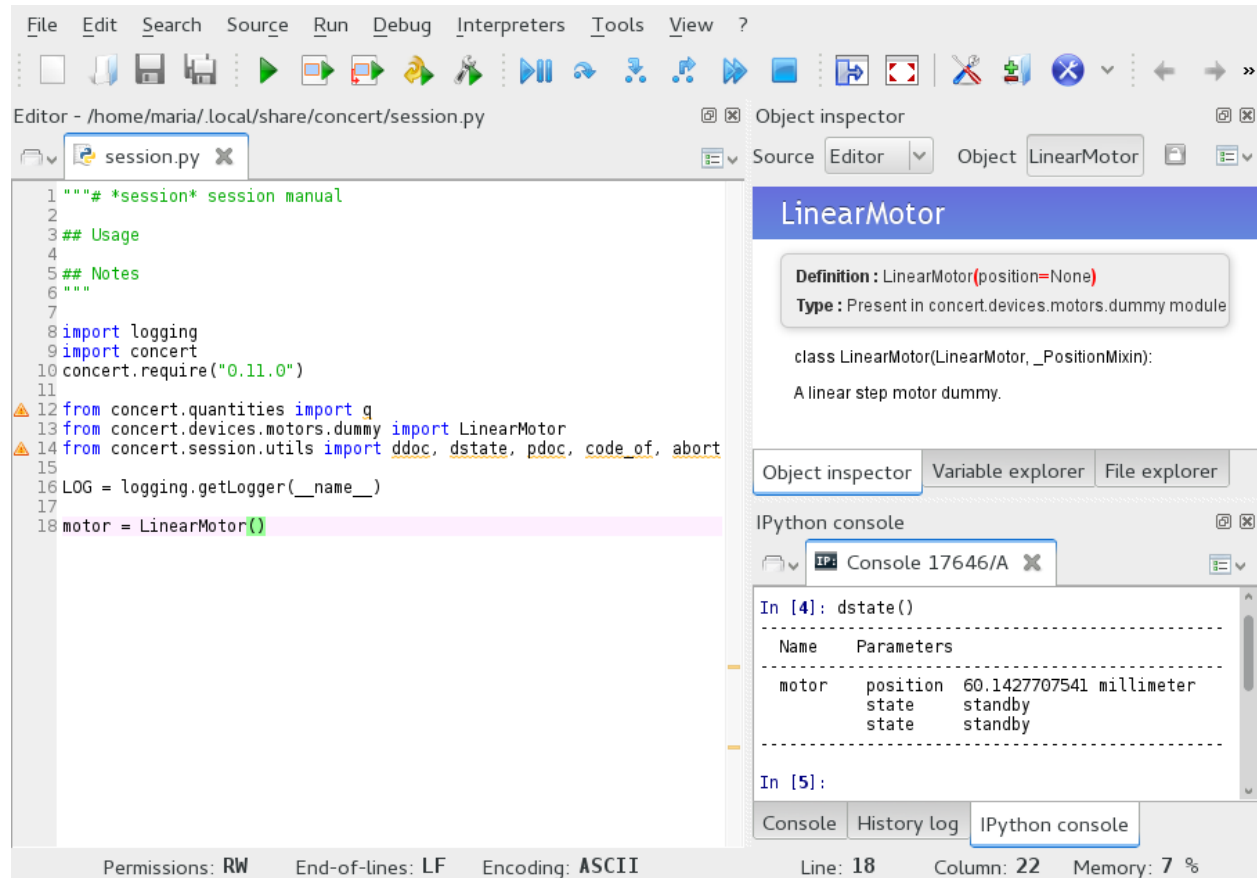 File Edit Search Source Run Debug Interpreters Tools View ?
Editor - /home/maria/.local/share/concert/session.py
session.py
1 """# *session* session manual
2
3 ## Usage
4
5 ## Notes
6 """
7
8 import logging
9 import concert
10 concert.require("0.11.0")
11
12 from concert.quantities import q
13 from concert.devices.motors.dummy import LinearMotor
14 from concert.session.utils import ddoc, dstate, pdoc, code_of, abort
15
16 LOG = logging.getLogger(__name__)
17
18 motor = LinearMotor()
Object inspector
Source Editor Object LinearMotor
LinearMotor
Definition : LinearMotor(position=None)
Type : Present in concert.devices.motors.dummy module
class LinearMotor(LinearMotor, _PositionMixin):
A linear step motor dummy.
Object inspector Variable explorer File explorer
IPython console
IP: Console 17646/A
In [4]: dstate()
------------------------------------------------
Name Parameters
------------------------------------------------
motor position 60.1427707541 millimeter
state standby
state standby
------------------------------------------------
In [5]:
Console History log IPython console
Permissions: RW End-of-lines: LF Encoding: ASCII Line: 18 Column: 22 Memory: 7 %